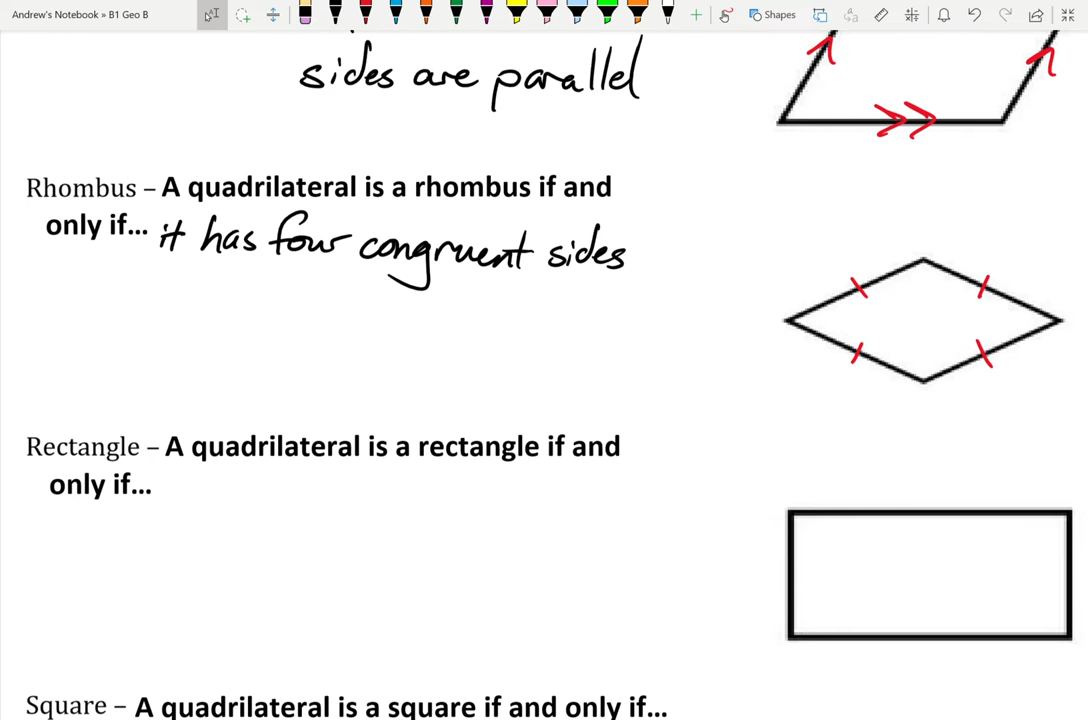 Andrew's Notebook » B1 Geo B
Shapes
sides are parallel
Rhombus – A quadrilateral is a rhombus if and
only if... it has four congruent sides
Rectangle – A quadrilateral is a rectangle if and
only if...
Square – A quadrilateral is a square if and only if...